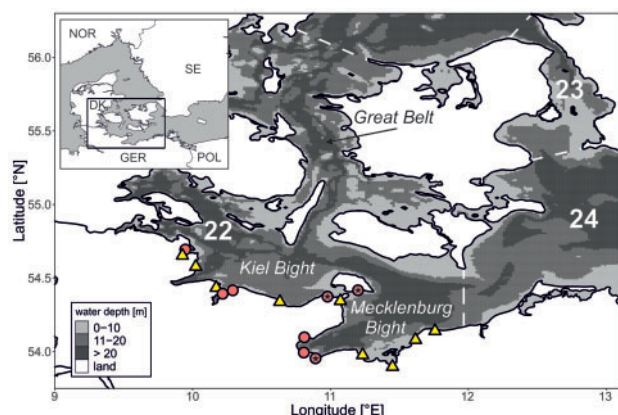 NOR
SE
DK
GER
POL
56.0
55.5
55.0
54.5
54.0
Latitude [°N]
23
Great Belt
22
24
Kiel Bight
Mecklenburg
Bight
water depth [m]
0–10
11–20
> 20
land
9
10
11
12
13
Longitude [°E]